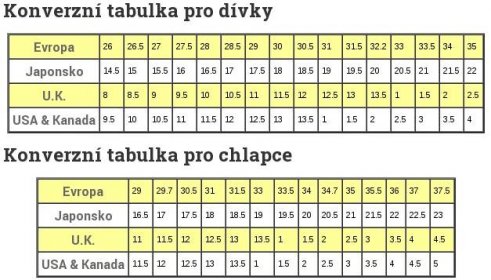 Konverzní tabulka pro dívky
Evropa 26 26.5 27 27.5 28 28.5 29 30 30.5 31 31.5 32.2 33 33.5 34 35
Japonsko 14.5 15 15.5 16 16.5 17 17.5 18 18.5 19 19.5 20 20.5 21 21.5 22
U.K. 8 8.5 9 9.5 10 10.5 11 11.5 12 12.5 13 13.5 1 1.5 2 2.5
USA & Kanada 9.5 10 10.5 11 11.5 12 12.5 13 13.5 1 1.5 2 2.5 3 3.5 4
Konverzní tabulka pro chlapce
Evropa 29 29.7 30.5 31 31.5 33 33.5 34 34.7 35 35.5 36 37 37.5
Japonsko 16.5 17 17.5 18 18.5 19 19.5 20 20.5 21 21.5 22 22.5 23
U.K. 11 11.5 12 12.5 13 13.5 1 1.5 2 2.5 3 3.5 4 4.5
USA & Kanada 11.5 12 12.5 13 13.5 1 1.5 2 2.5 3 3.5 4 4.5 5